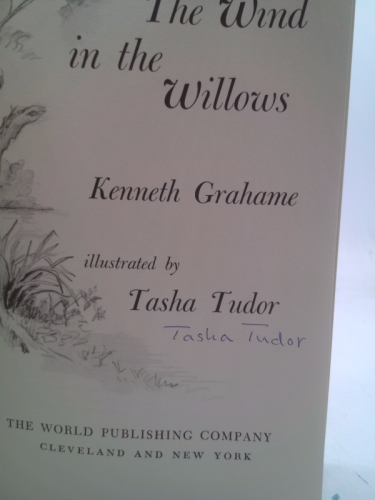 The Wind
in the
Willows
Kenneth Grahame
illustrated by
Tasha Tudor
Tasha Tudor
THE WORLD PUBLISHING COMPANY
CLEVELAND AND NEW YORK